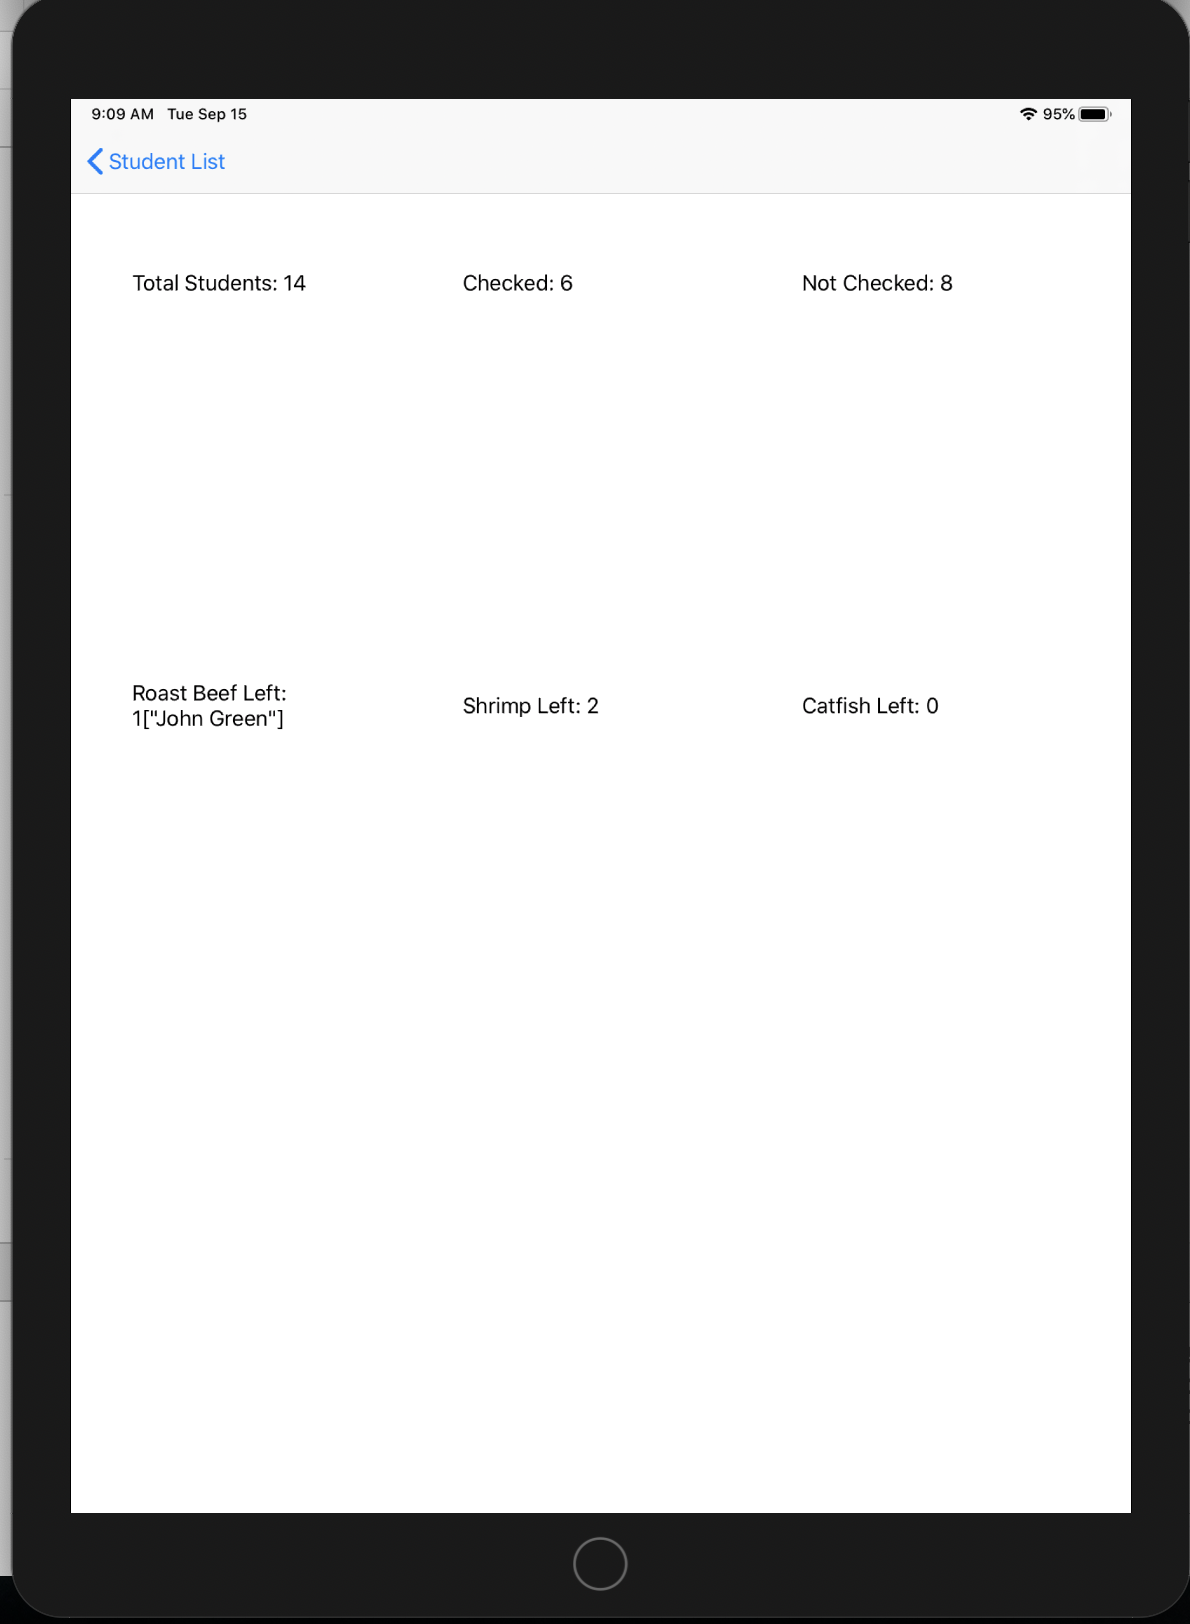 9:09 AM Tue Sep 15 95%
Student List
Total Students: 14 Checked: 6 Not Checked: 8
Roast Beef Left:
1["John Green"]
Shrimp Left: 2 Catfish Left: 0